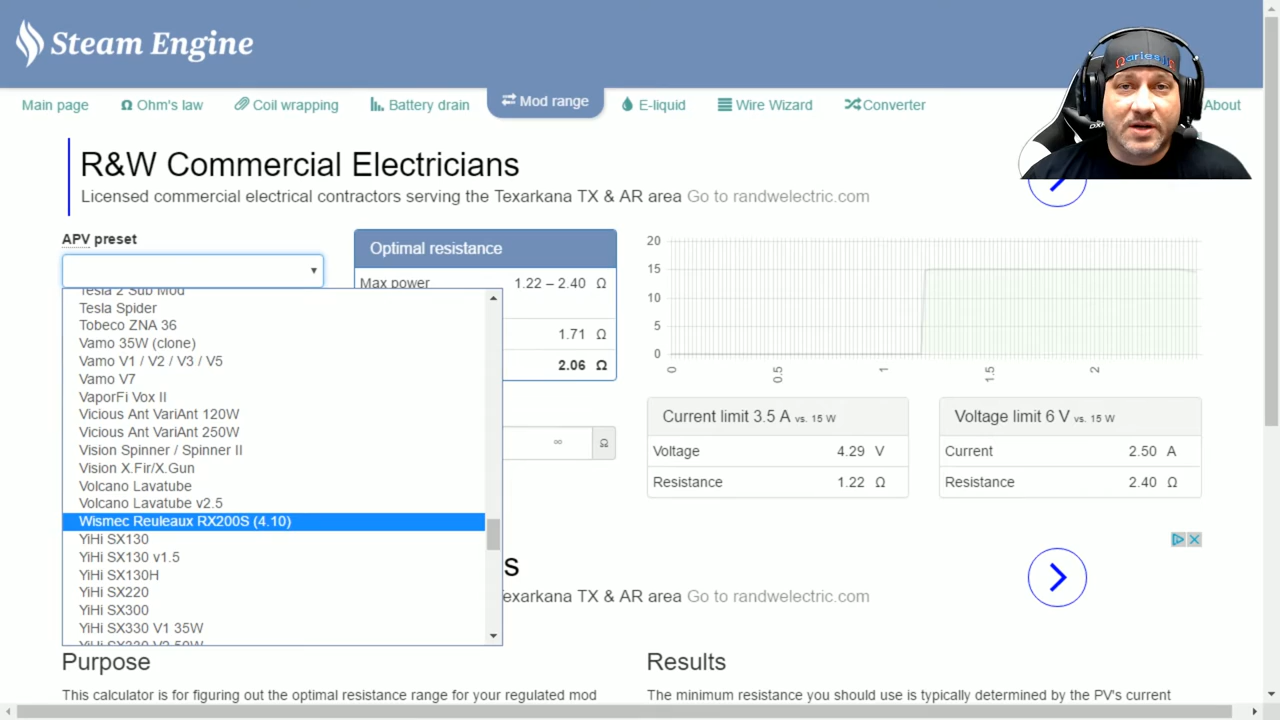 Steam Engine
Main page
Ω Ohm's law
Coil wrapping
Battery drain
Mod range
E-liquid
Wire Wizard
Converter
About
R&W Commercial Electricians
Licensed commercial electrical contractors serving the Texarkana TX & AR area Go to randwelectric.com
APV preset
Tesla 2 Sub Mod
Tesla Spider
Tobeco ZNA 36
Vamo 35W (clone)
Vamo V1 / V2 / V3 / V5
Vamo V7
VaporFi Vox II
Vicious Ant VariAnt 120W
Vicious Ant VariAnt 250W
Vision Spinner / Spinner II
Vision X.Fir/X.Gun
Volcano Lavatube
Volcano Lavatube v2.5
Wismec Reuleaux RX200S (4.10)
YiHi SX130
YiHi SX130 v1.5
YiHi SX130H
YiHi SX220
YiHi SX300
YiHi SX330 V1 35W
YiHi SX330 V2 50W
Optimal resistance
Max power 1.22 – 2.40 Ω
1.71 Ω
2.06 Ω
∞ Ω
20
15
10
5
0
0
0.5
1
1.5
2
Current limit 3.5 A vs. 15 W
Voltage 4.29 V
Resistance 1.22 Ω
Voltage limit 6 V vs. 15 W
Current 2.50 A
Resistance 2.40 Ω
s
exarkana TX & AR area Go to randwelectric.com
Purpose
This calculator is for figuring out the optimal resistance range for your regulated mod
Results
The minimum resistance you should use is typically determined by the PV's current